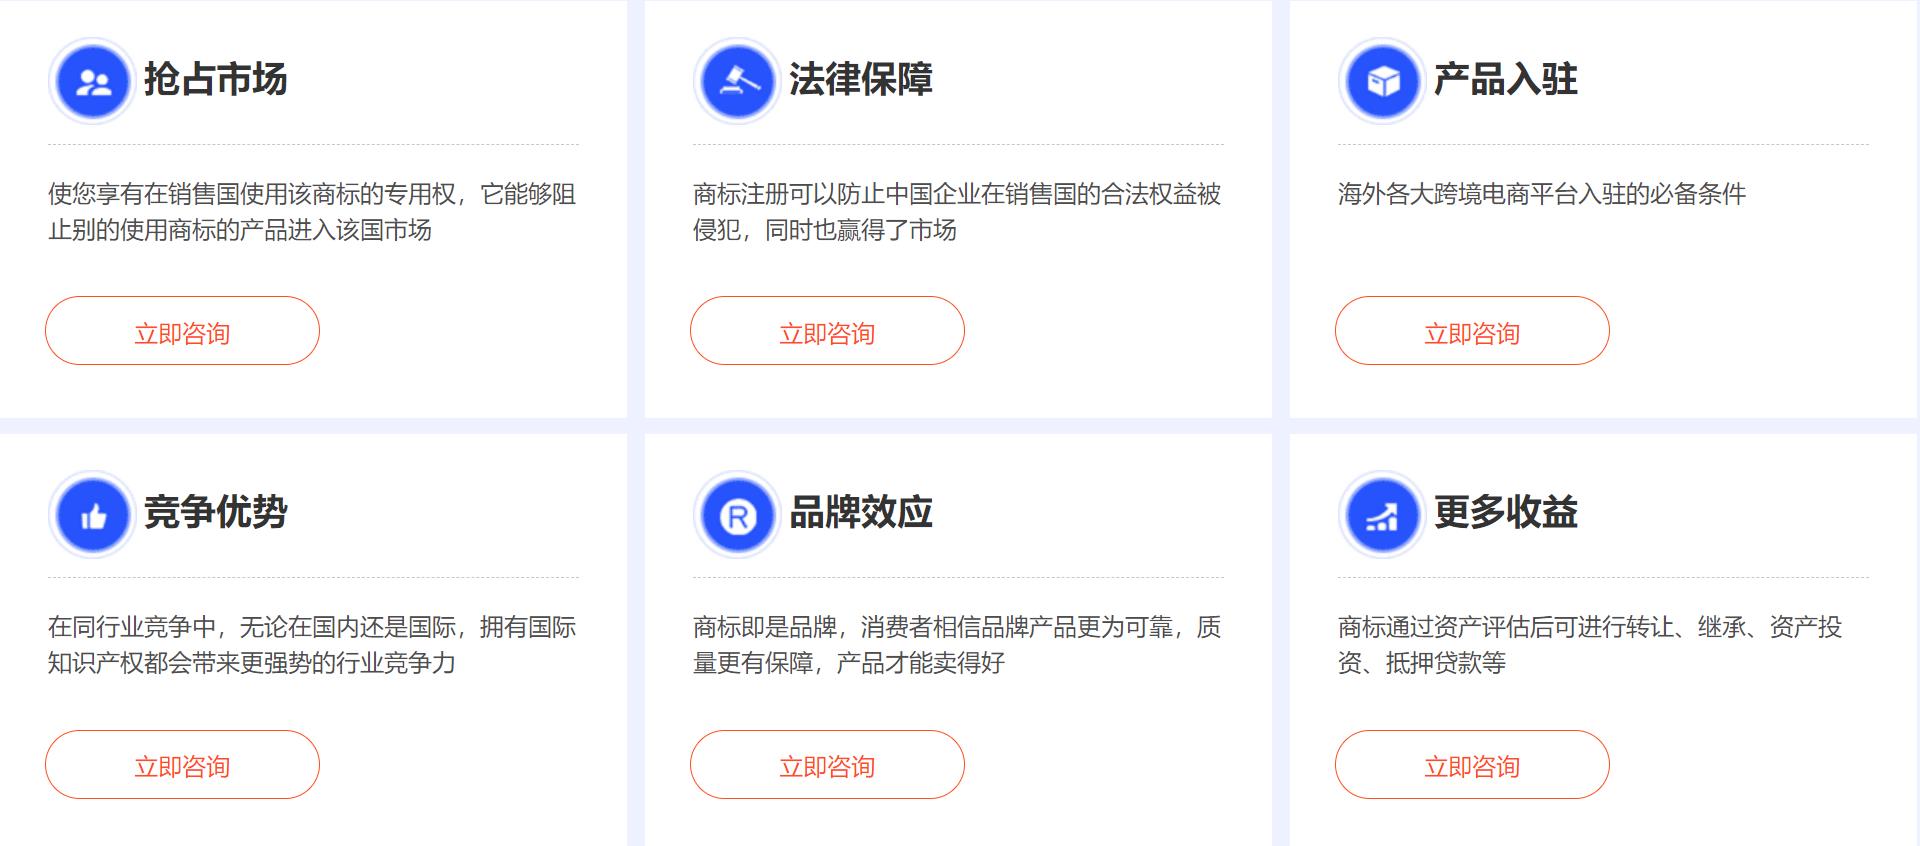 抢占市场
使您享有在销售国使用该商标的专用权，它能够阻
止别的使用商标的产品进入该国市场
立即咨询
法律保障
商标注册可以防止中国企业在销售国的合法权益被
侵犯，同时也赢得了市场
立即咨询
产品入驻
海外各大跨境电商平台入驻的必备条件
立即咨询
竞争优势
在同行业竞争中，无论在国内还是国际，拥有国际
知识产权都会带来更强势的行业竞争力
立即咨询
R
品牌效应
商标即是品牌，消费者相信品牌产品更为可靠，质
量更有保障，产品才能卖得好
立即咨询
更多收益
商标通过资产评估后可进行转让、继承、资产投
资、抵押贷款等
立即咨询